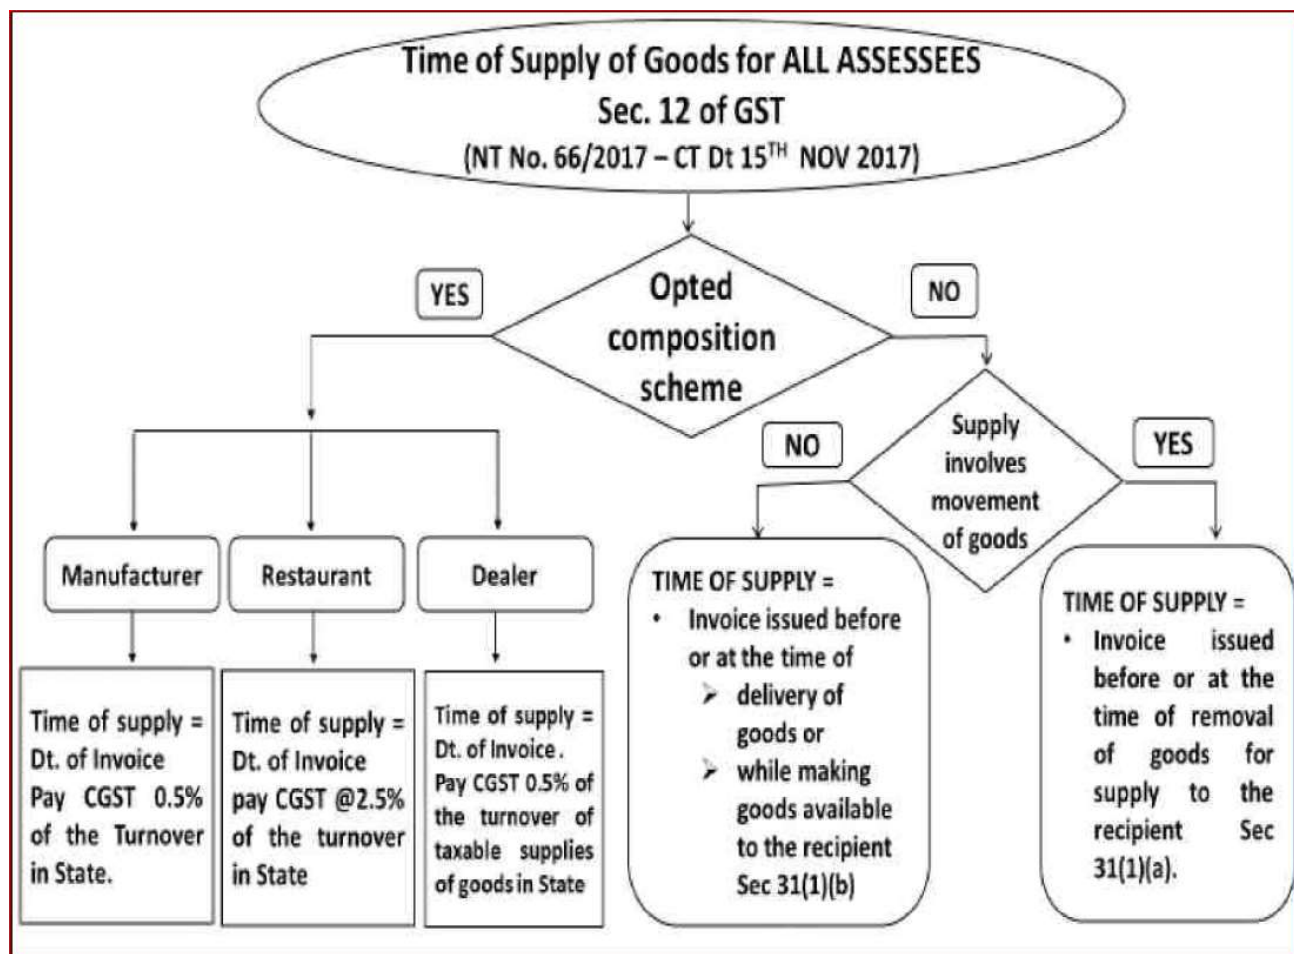 Time of Supply of Goods for ALL ASSESSEES
Sec. 12 of GST
(NT No. 66/2017 – CT Dt 15TH NOV 2017)
YES
Opted
composition
scheme
NO
NO
Supply
involves
movement
of goods
YES
Manufacturer
Restaurant
Dealer
Time of supply =
Dt. of Invoice
Pay CGST 0.5%
of the Turnover
in State.
Time of supply =
Dt. of Invoice
pay CGST @2.5%
of the turnover
in State
Time of supply =
Dt. of Invoice .
Pay CGST 0.5% of
the turnover of
taxable supplies
of goods in State
TIME OF SUPPLY =
• Invoice issued before
or at the time of
➢ delivery of
goods or
➢ while making
goods available
to the recipient
Sec 31(1)(b)
TIME OF SUPPLY =
• Invoice issued
before or at the
time of removal
of goods for
supply to the
recipient Sec
31(1)(a).